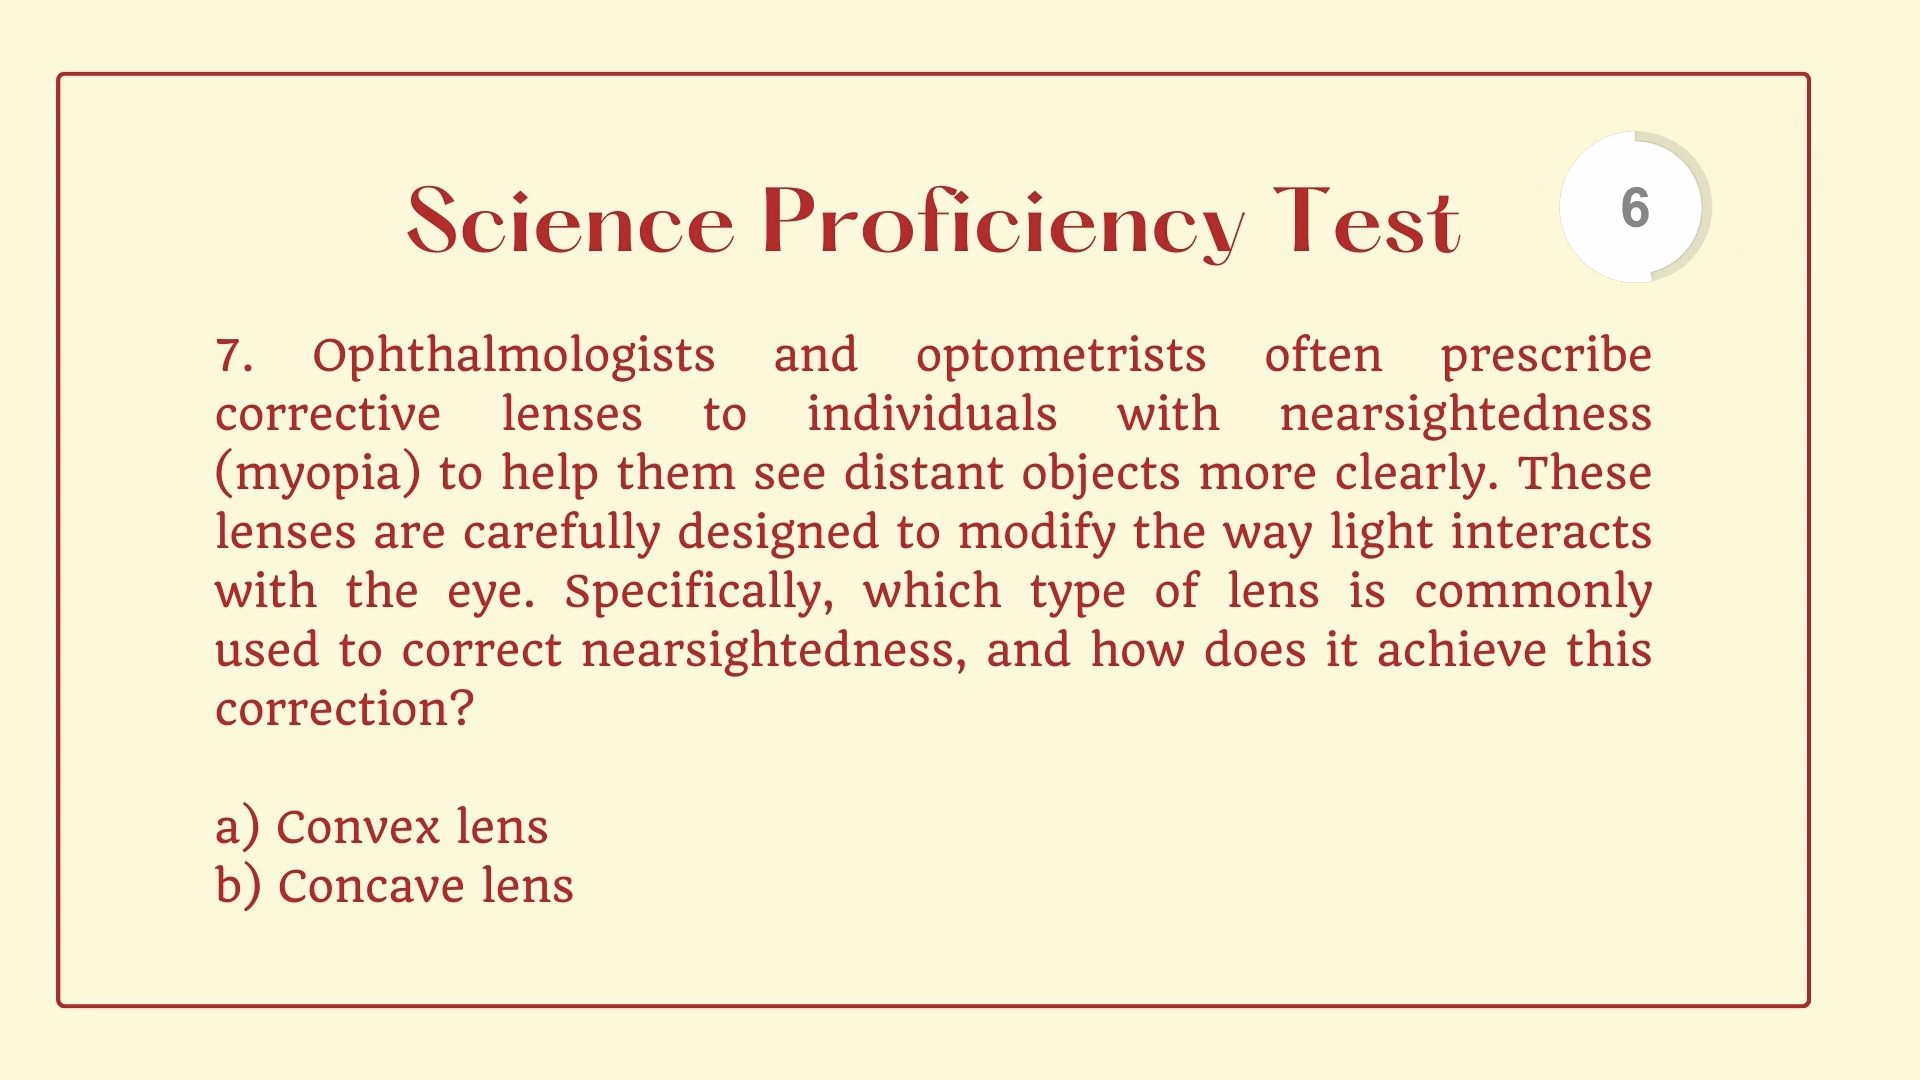 Science Proficiency Test
6
7. Ophthalmologists and optometrists often prescribe
corrective lenses to individuals with nearsightedness
(myopia) to help them see distant objects more clearly. These
lenses are carefully designed to modify the way light interacts
with the eye. Specifically, which type of lens is commonly
used to correct nearsightedness, and how does it achieve this
correction?
a) Convex lens
b) Concave lens